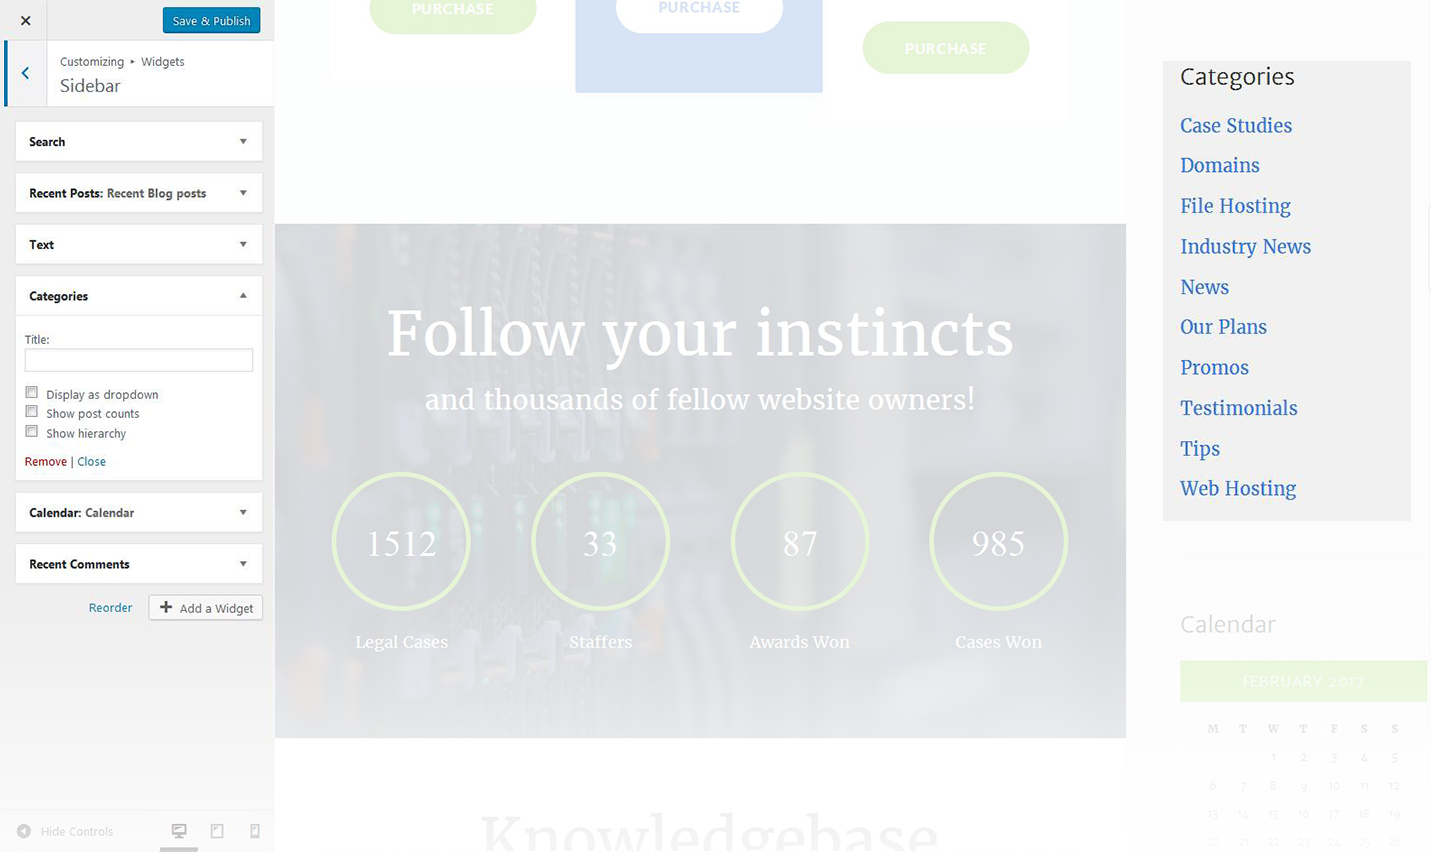 Save & Publish
Customizing ▸ Widgets
Sidebar
Search
Recent Posts: Recent Blog posts
Text
Categories
Title:
Display as dropdown
Show post counts
Show hierarchy
Remove | Close
Calendar: Calendar
Recent Comments
Reorder
Add a Widget
Hide Controls
PURCHASE
PURCHASE
PURCHASE
Follow your instincts
and thousands of fellow website owners!
1512
33
87
985
Legal Cases
Staffers
Awards Won
Cases Won
Knowledgebase
Categories
Case Studies
Domains
File Hosting
Industry News
News
Our Plans
Promos
Testimonials
Tips
Web Hosting
Calendar
FEBRUARY 2017
M T W T F S S
1 2 3 4 5
6 7 8 9 10 11 12
13 14 15 16 17 18 19
20 21 22 23 24 25 26